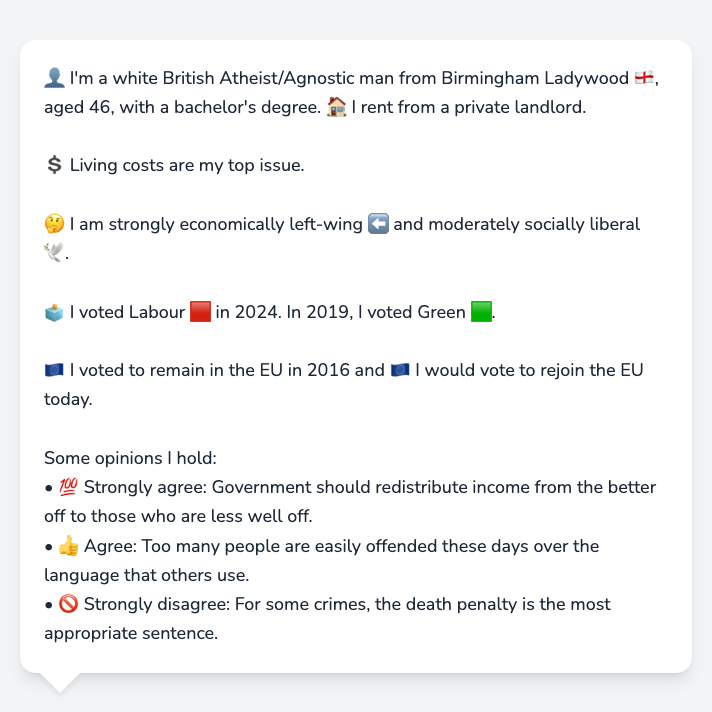 👤 I'm a white British Atheist/Agnostic man from Birmingham Ladywood 🏴󠁧󠁢󠁥󠁮󠁧󠁿,
aged 46, with a bachelor's degree. 🏠 I rent from a private landlord.
💲 Living costs are my top issue.
🤔 I am strongly economically left-wing ⬅️ and moderately socially liberal
🕊️.
🗳️ I voted Labour 🟥 in 2024. In 2019, I voted Green 🟩.
🇪🇺 I voted to remain in the EU in 2016 and 🇪🇺 I would vote to rejoin the EU
today.
Some opinions I hold:
• 💯 Strongly agree: Government should redistribute income from the better
off to those who are less well off.
• 👍 Agree: Too many people are easily offended these days over the
language that others use.
• 🚫 Strongly disagree: For some crimes, the death penalty is the most
appropriate sentence.